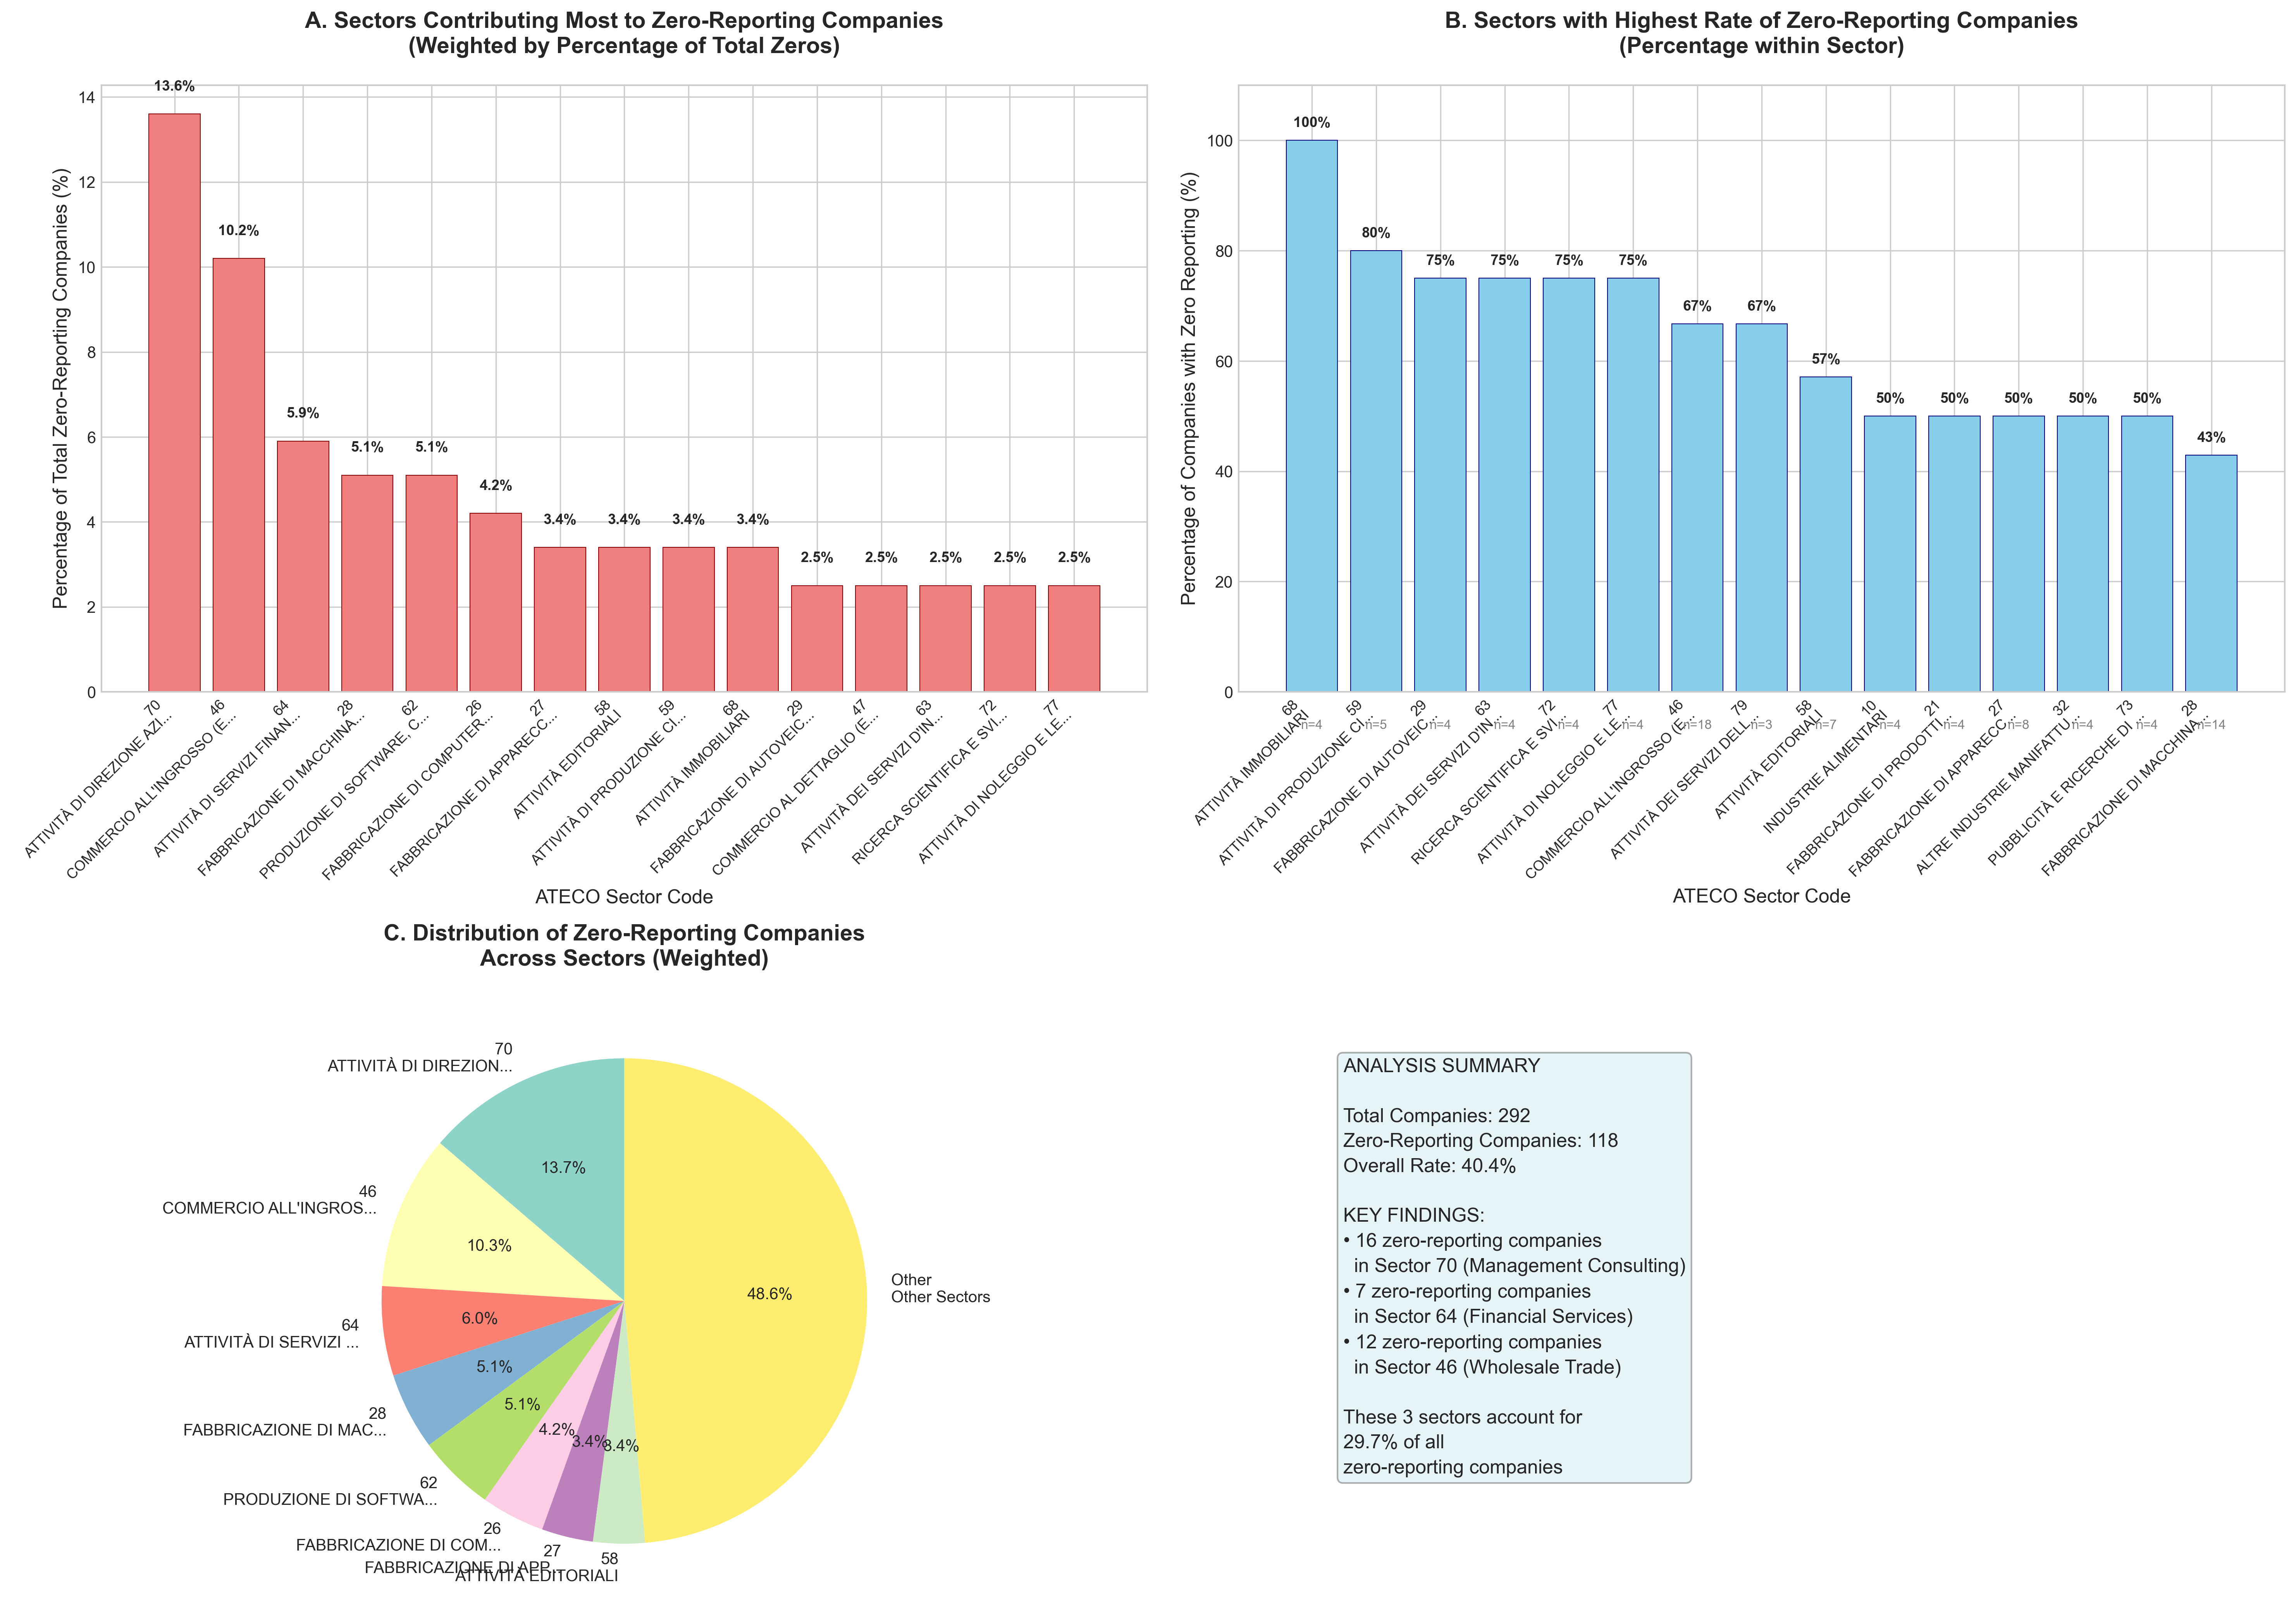 A. Sectors Contributing Most to Zero-Reporting Companies
(Weighted by Percentage of Total Zeros)
Percentage of Total Zero-Reporting Companies (%)
14
12
10
8
6
4
2
0
13.6%
10.2%
5.9%
5.1%
5.1%
4.2%
3.4%
3.4%
3.4%
3.4%
2.5%
2.5%
2.5%
2.5%
2.5%
70
ATTIVITÀ DI DIREZIONE AZI...
46
COMMERCIO ALL'INGROSSO (E...
64
ATTIVITÀ DI SERVIZI FINAN...
28
FABBRICAZIONE DI MACCHINA...
62
PRODUZIONE DI SOFTWARE, C...
26
FABBRICAZIONE DI COMPUTER...
27
FABBRICAZIONE DI APPARECC...
58
ATTIVITÀ EDITORIALI
59
ATTIVITÀ DI PRODUZIONE CI...
68
ATTIVITÀ IMMOBILIARI
29
FABBRICAZIONE DI AUTOVEIC...
47
COMMERCIO AL DETTAGLIO (E...
63
ATTIVITÀ DEI SERVIZI D'IN...
72
RICERCA SCIENTIFICA E SVI...
77
ATTIVITÀ DI NOLEGGIO E LE...
ATECO Sector Code
B. Sectors with Highest Rate of Zero-Reporting Companies
(Percentage within Sector)
Percentage of Companies with Zero Reporting (%)
100
80
60
40
20
0
100%
80%
75%
75%
75%
75%
67%
67%
57%
50%
50%
50%
50%
50%
43%
68
ATTIVITÀ IMMOBILIARI
n=4
59
ATTIVITÀ DI PRODUZIONE CI...
n=5
29
FABBRICAZIONE DI AUTOVEIC...
n=4
63
ATTIVITÀ DEI SERVIZI D'IN...
n=4
72
RICERCA SCIENTIFICA E SVI...
n=4
77
ATTIVITÀ DI NOLEGGIO E LE...
n=4
46
COMMERCIO ALL'INGROSSO (E...
n=18
79
ATTIVITÀ DEI SERVIZI DELL...
n=3
58
ATTIVITÀ EDITORIALI
n=7
10
INDUSTRIE ALIMENTARI
n=4
21
FABBRICAZIONE DI PRODOTTI...
n=4
27
FABBRICAZIONE DI APPARECC...
n=8
32
ALTRE INDUSTRIE MANIFATTU...
n=4
73
PUBBLICITÀ E RICERCHE DI ...
n=4
28
FABBRICAZIONE DI MACCHINA...
n=14
ATECO Sector Code
C. Distribution of Zero-Reporting Companies
Across Sectors (Weighted)
70
ATTIVITÀ DI DIREZION...
13.7%
46
COMMERCIO ALL'INGROS...
10.3%
64
ATTIVITÀ DI SERVIZI ...
6.0%
28
FABBRICAZIONE DI MAC...
5.1%
62
PRODUZIONE DI SOFTWA...
5.1%
26
FABBRICAZIONE DI COM...
4.2%
27
FABBRICAZIONE DI APP...
3.4%
58
ATTIVITÀ EDITORIALI
3.4%
Other
Other Sectors
48.6%
ANALYSIS SUMMARY
Total Companies: 292
Zero-Reporting Companies: 118
Overall Rate: 40.4%
KEY FINDINGS:
• 16 zero-reporting companies
in Sector 70 (Management Consulting)
• 7 zero-reporting companies
in Sector 64 (Financial Services)
• 12 zero-reporting companies
in Sector 46 (Wholesale Trade)
These 3 sectors account for
29.7% of all
zero-reporting companies